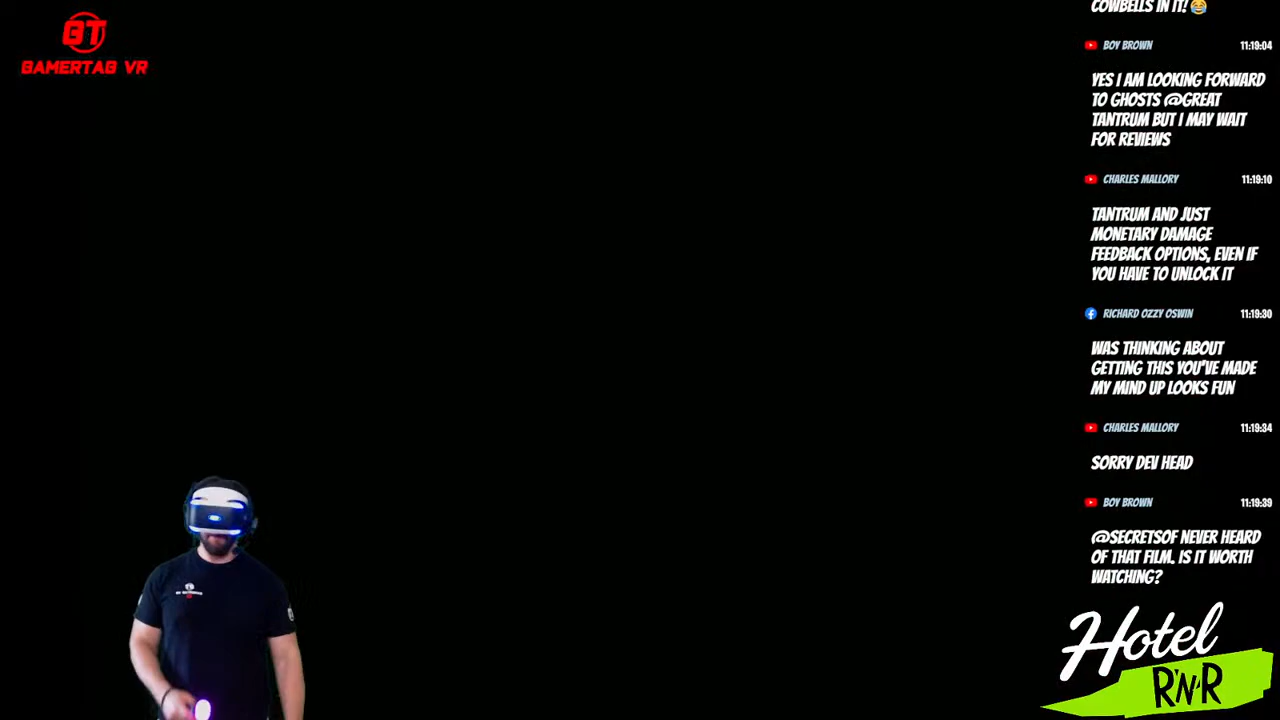 GT
GAMERTAG VR
COWBELLS IN IT! 😂
BOY BROWN 11:19:04
YES I AM LOOKING FORWARD
TO GHOSTS @GREAT
TANTRUM BUT I MAY WAIT
FOR REVIEWS
CHARLES MALLORY 11:19:10
TANTRUM AND JUST
MONETARY DAMAGE
FEEDBACK OPTIONS, EVEN IF
YOU HAVE TO UNLOCK IT
RICHARD OZZY OSWIN 11:19:30
WAS THINKING ABOUT
GETTING THIS YOU'VE MADE
MY MIND UP LOOKS FUN
CHARLES MALLORY 11:19:34
SORRY DEV HEAD
BOY BROWN 11:19:39
@SECRETSOF NEVER HEARD
OF THAT FILM. IS IT WORTH
WATCHING?
Hotel
R'N'R